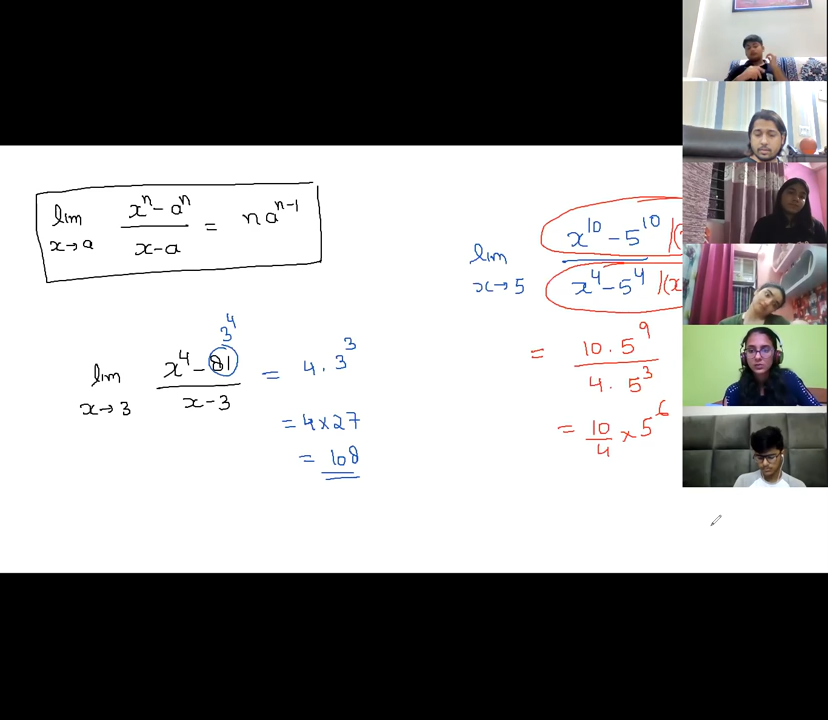 lim x→a (x^n - a^n)/(x-a) = na^(n-1)
lim x→3 (x^4 - 81)/(x-3) = 4·3^3
3^4
= 4×27
= 108
lim x→5 (x^10 - 5^10 /(x)/(x^4 - 5^4 /(x)
= (10·5^9)/(4·5^3)
= 10/4 × 5^6